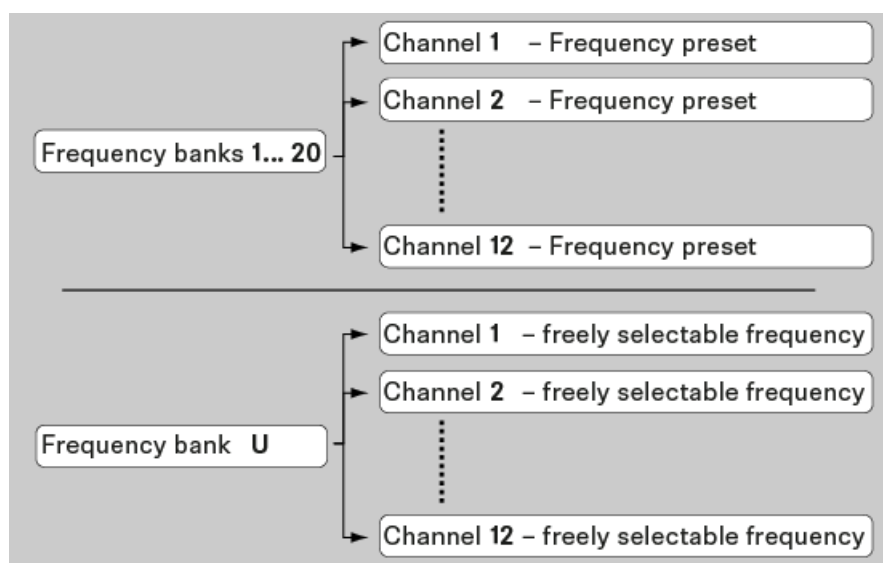 Channel 1 – Frequency preset
Channel 2 – Frequency preset
Frequency banks 1... 20
Channel 12 – Frequency preset
Channel 1 – freely selectable frequency
Channel 2 – freely selectable frequency
Frequency bank U
Channel 12 – freely selectable frequency